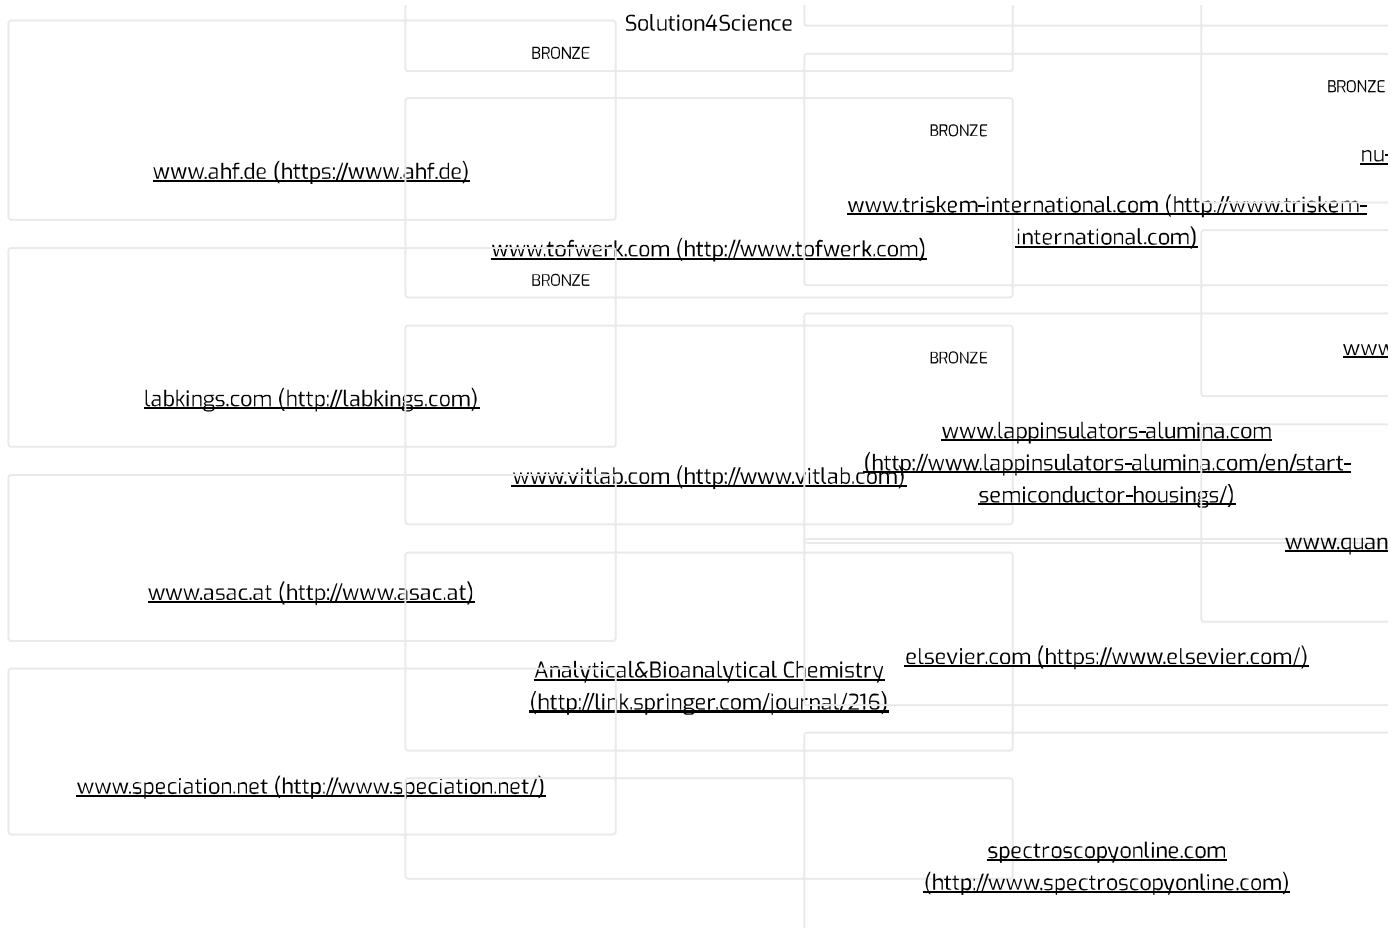 Solution4Science
BRONZE
BRONZE
BRONZE
www.ahf.de (https://www.ahf.de)
www.triskem-international.com (http://www.triskem-
international.com)
www.tofwerk.com (http://www.tofwerk.com)
BRONZE
BRONZE
labkings.com (http://labkings.com)
www.lappinsulators-alumina.com
(http://www.lappinsulators-alumina.com/en/start-
semiconductor-housings/)
www.vitlab.com (http://www.vitlab.com)
www.quan
www.asac.at (http://www.asac.at)
elsevier.com (https://www.elsevier.com/)
Analytical&Bioanalytical Chemistry
(http://link.springer.com/journal/216)
www.speciation.net (http://www.speciation.net/)
spectroscopyonline.com
(http://www.spectroscopyonline.com)